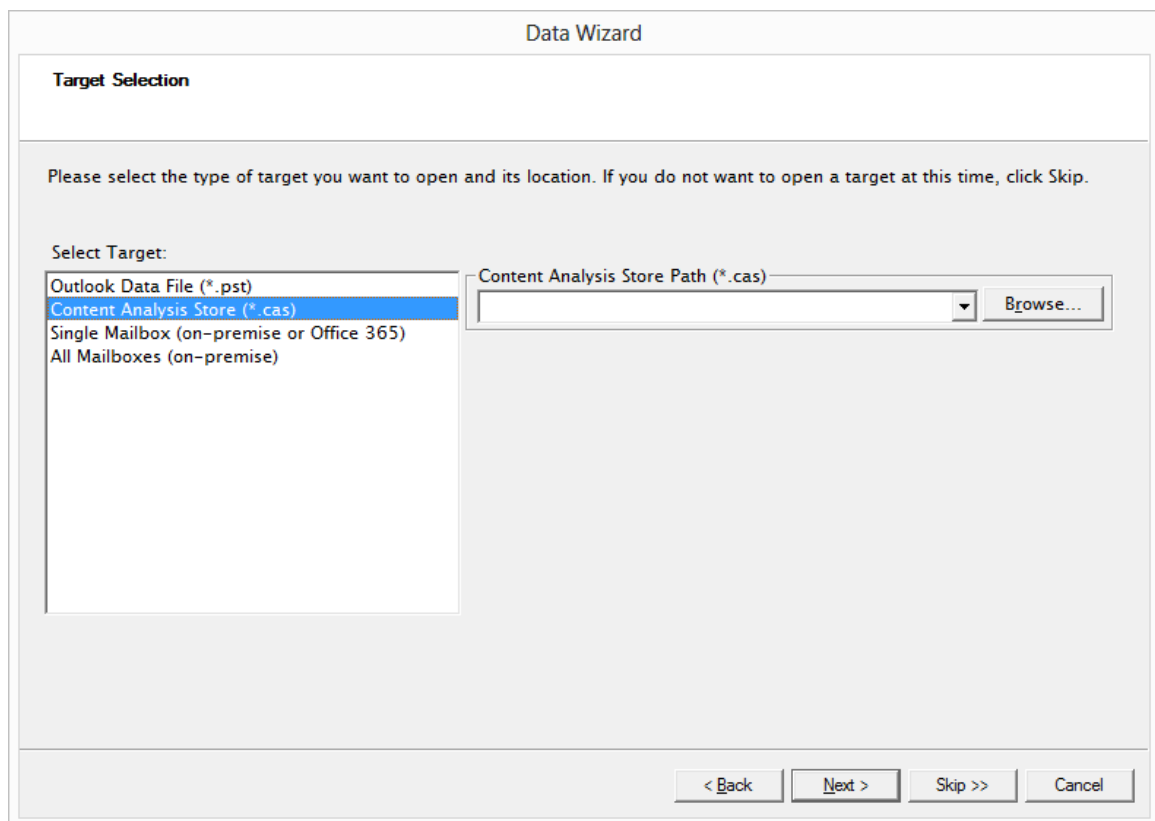 Data Wizard
Target Selection
Please select the type of target you want to open and its location. If you do not want to open a target at this time, click Skip.
Select Target:
Outlook Data File (*.pst)
Content Analysis Store (*.cas)
Single Mailbox (on-premise or Office 365)
All Mailboxes (on-premise)
Content Analysis Store Path (*.cas)
Browse...
< Back
Next >
Skip >>
Cancel